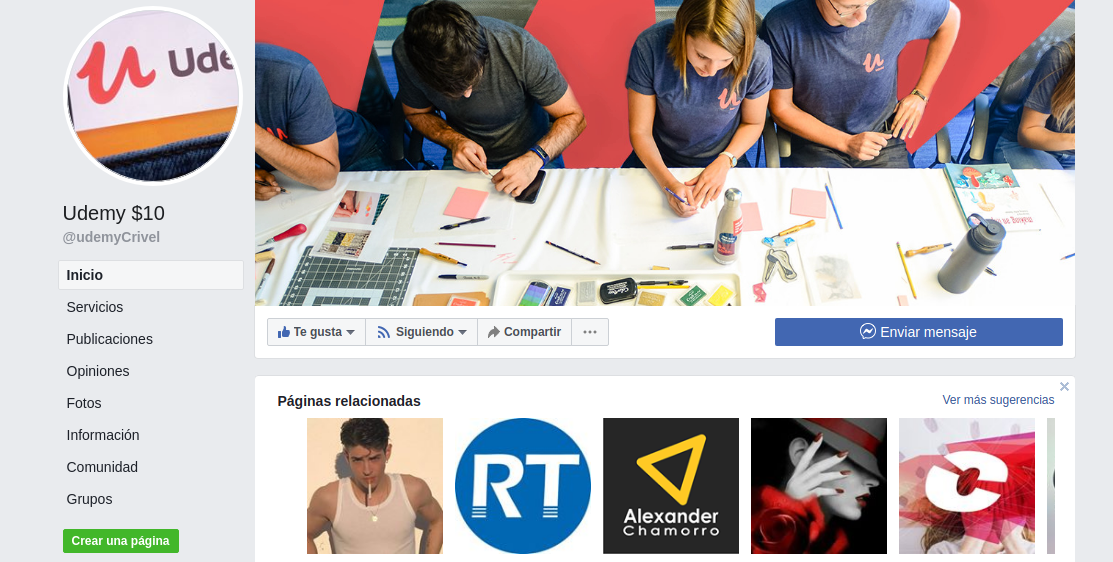 Ude
Udemy $10
@udemyCrivel
Inicio
Servicios
Publicaciones
Opiniones
Fotos
Información
Comunidad
Grupos
Crear una página
Te gusta
Siguiendo
Compartir
Enviar mensaje
Páginas relacionadas
Ver más sugerencias
RT
Alexander
Chamorro